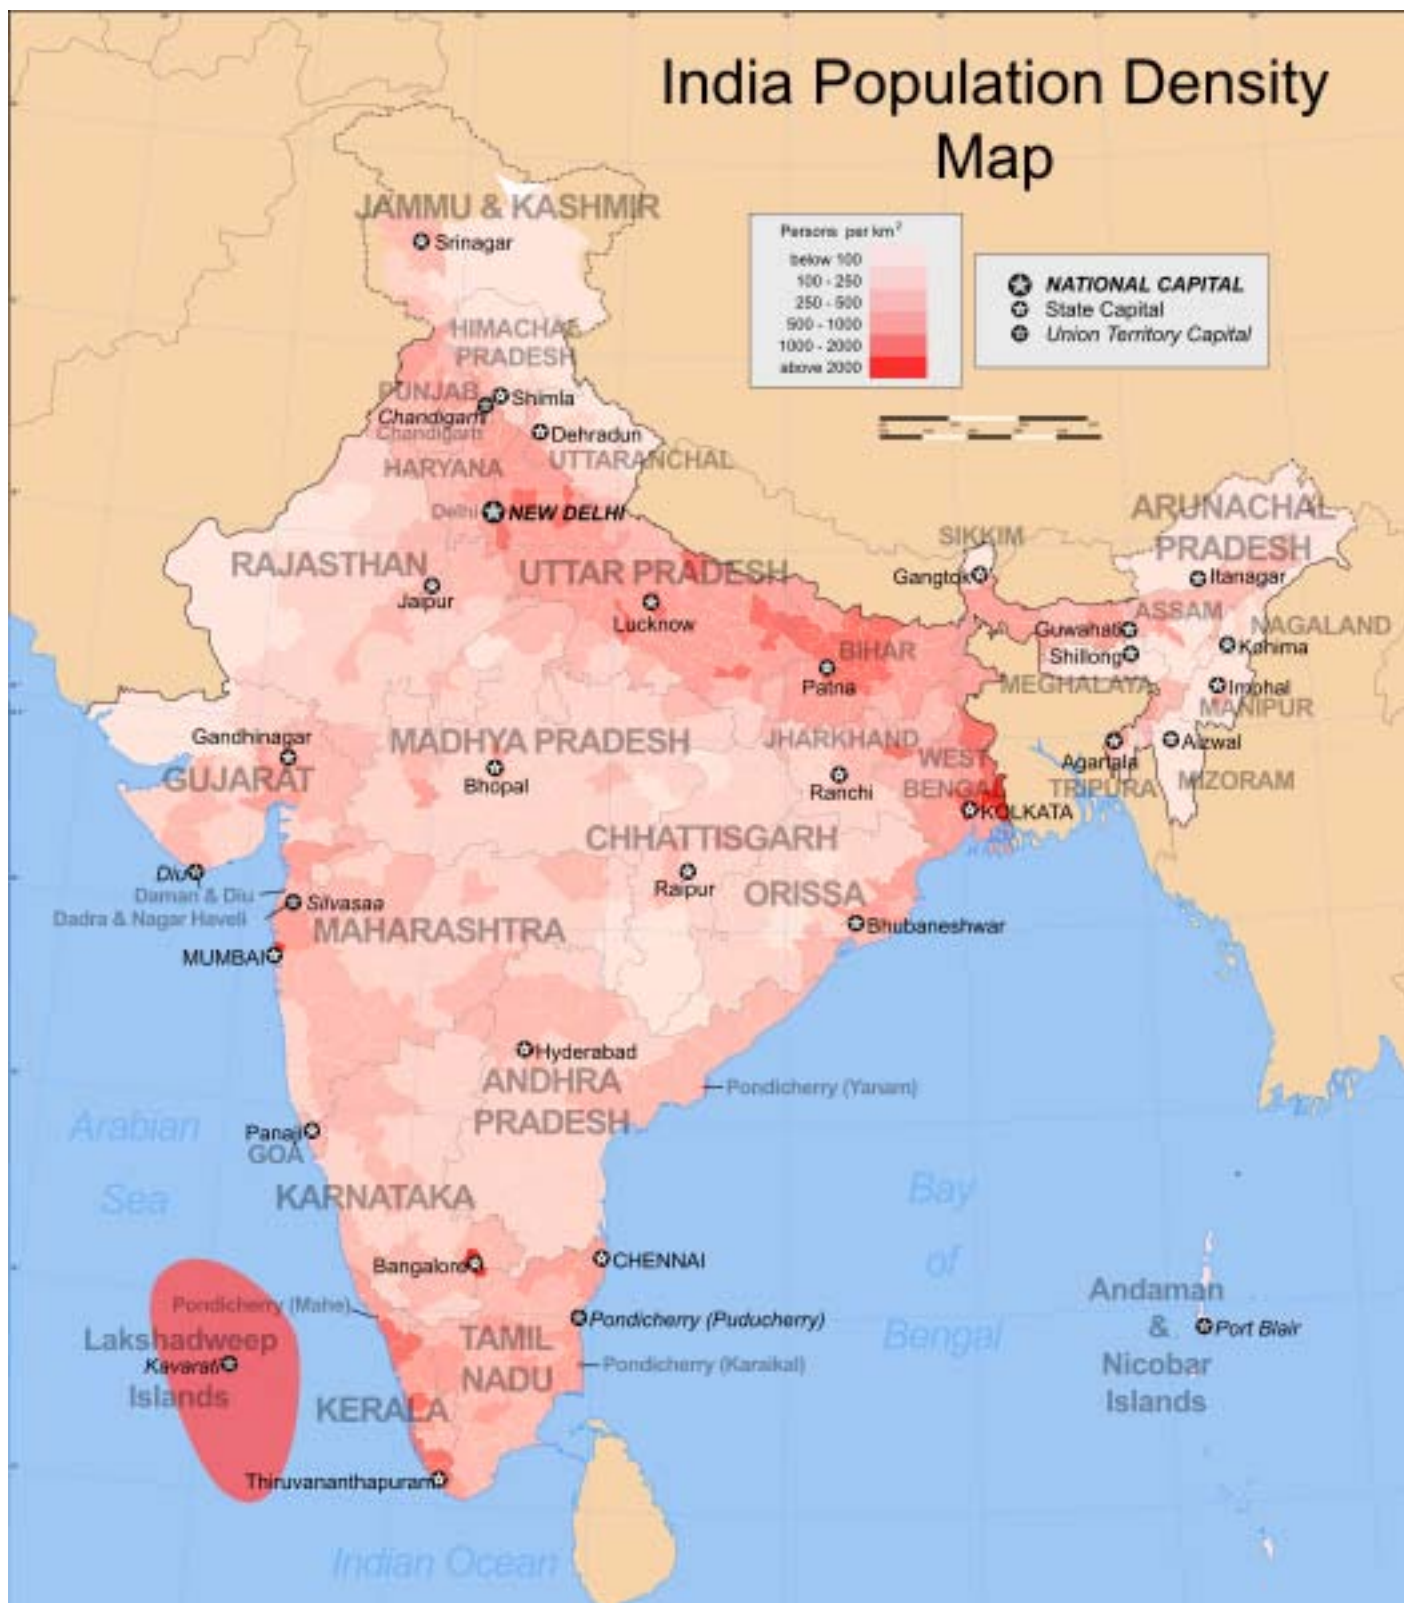 India Population Density
Map
JAMMU & KASHMIR
Srinagar
Persons per km²
below 100
100 - 250
250 - 500
500 - 1000
1000 - 2000
above 2000
NATIONAL CAPITAL
State Capital
Union Territory Capital
HIMACHAL
PRADESH
PUNJAB
Shimla
Chandigarh
Chandigarh
Dehradun
UTTARANCHAL
HARYANA
Delhi
NEW DELHI
ARUNACHAL
PRADESH
SIKKIM
RAJASTHAN
UTTAR PRADESH
Gangtok
Itanagar
Jaipur
Lucknow
ASSAM
Guwahati
NAGALAND
BIHAR
Shillong
Kohima
Patna
MEGHALAYA
Imphal
MANIPUR
Gandhinagar
MADHYA PRADESH
JHARKHAND
WEST
BENGAL
Agartala
Aizwal
GUJARAT
Bhopal
Ranchi
TRIPURA
MIZORAM
KOLKATA
CHHATTISGARH
Diu
Daman & Diu
Raipur
ORISSA
Silvasaa
Dadra & Nagar Haveli
MAHARASHTRA
Bhubaneshwar
MUMBAI
Hyderabad
ANDHRA
PRADESH
Pondicherry (Yanam)
Arabian
Sea
Panaji
GOA
KARNATAKA
Bay
of
Bengal
Bangalore
CHENNAI
Andaman
&
Nicobar
Islands
Port Blair
Pondicherry (Mahe)
Pondicherry (Puducherry)
Lakshadweep
Islands
Kavarati
TAMIL
NADU
Pondicherry (Karaikal)
KERALA
Thiruvananthapuram
Indian Ocean